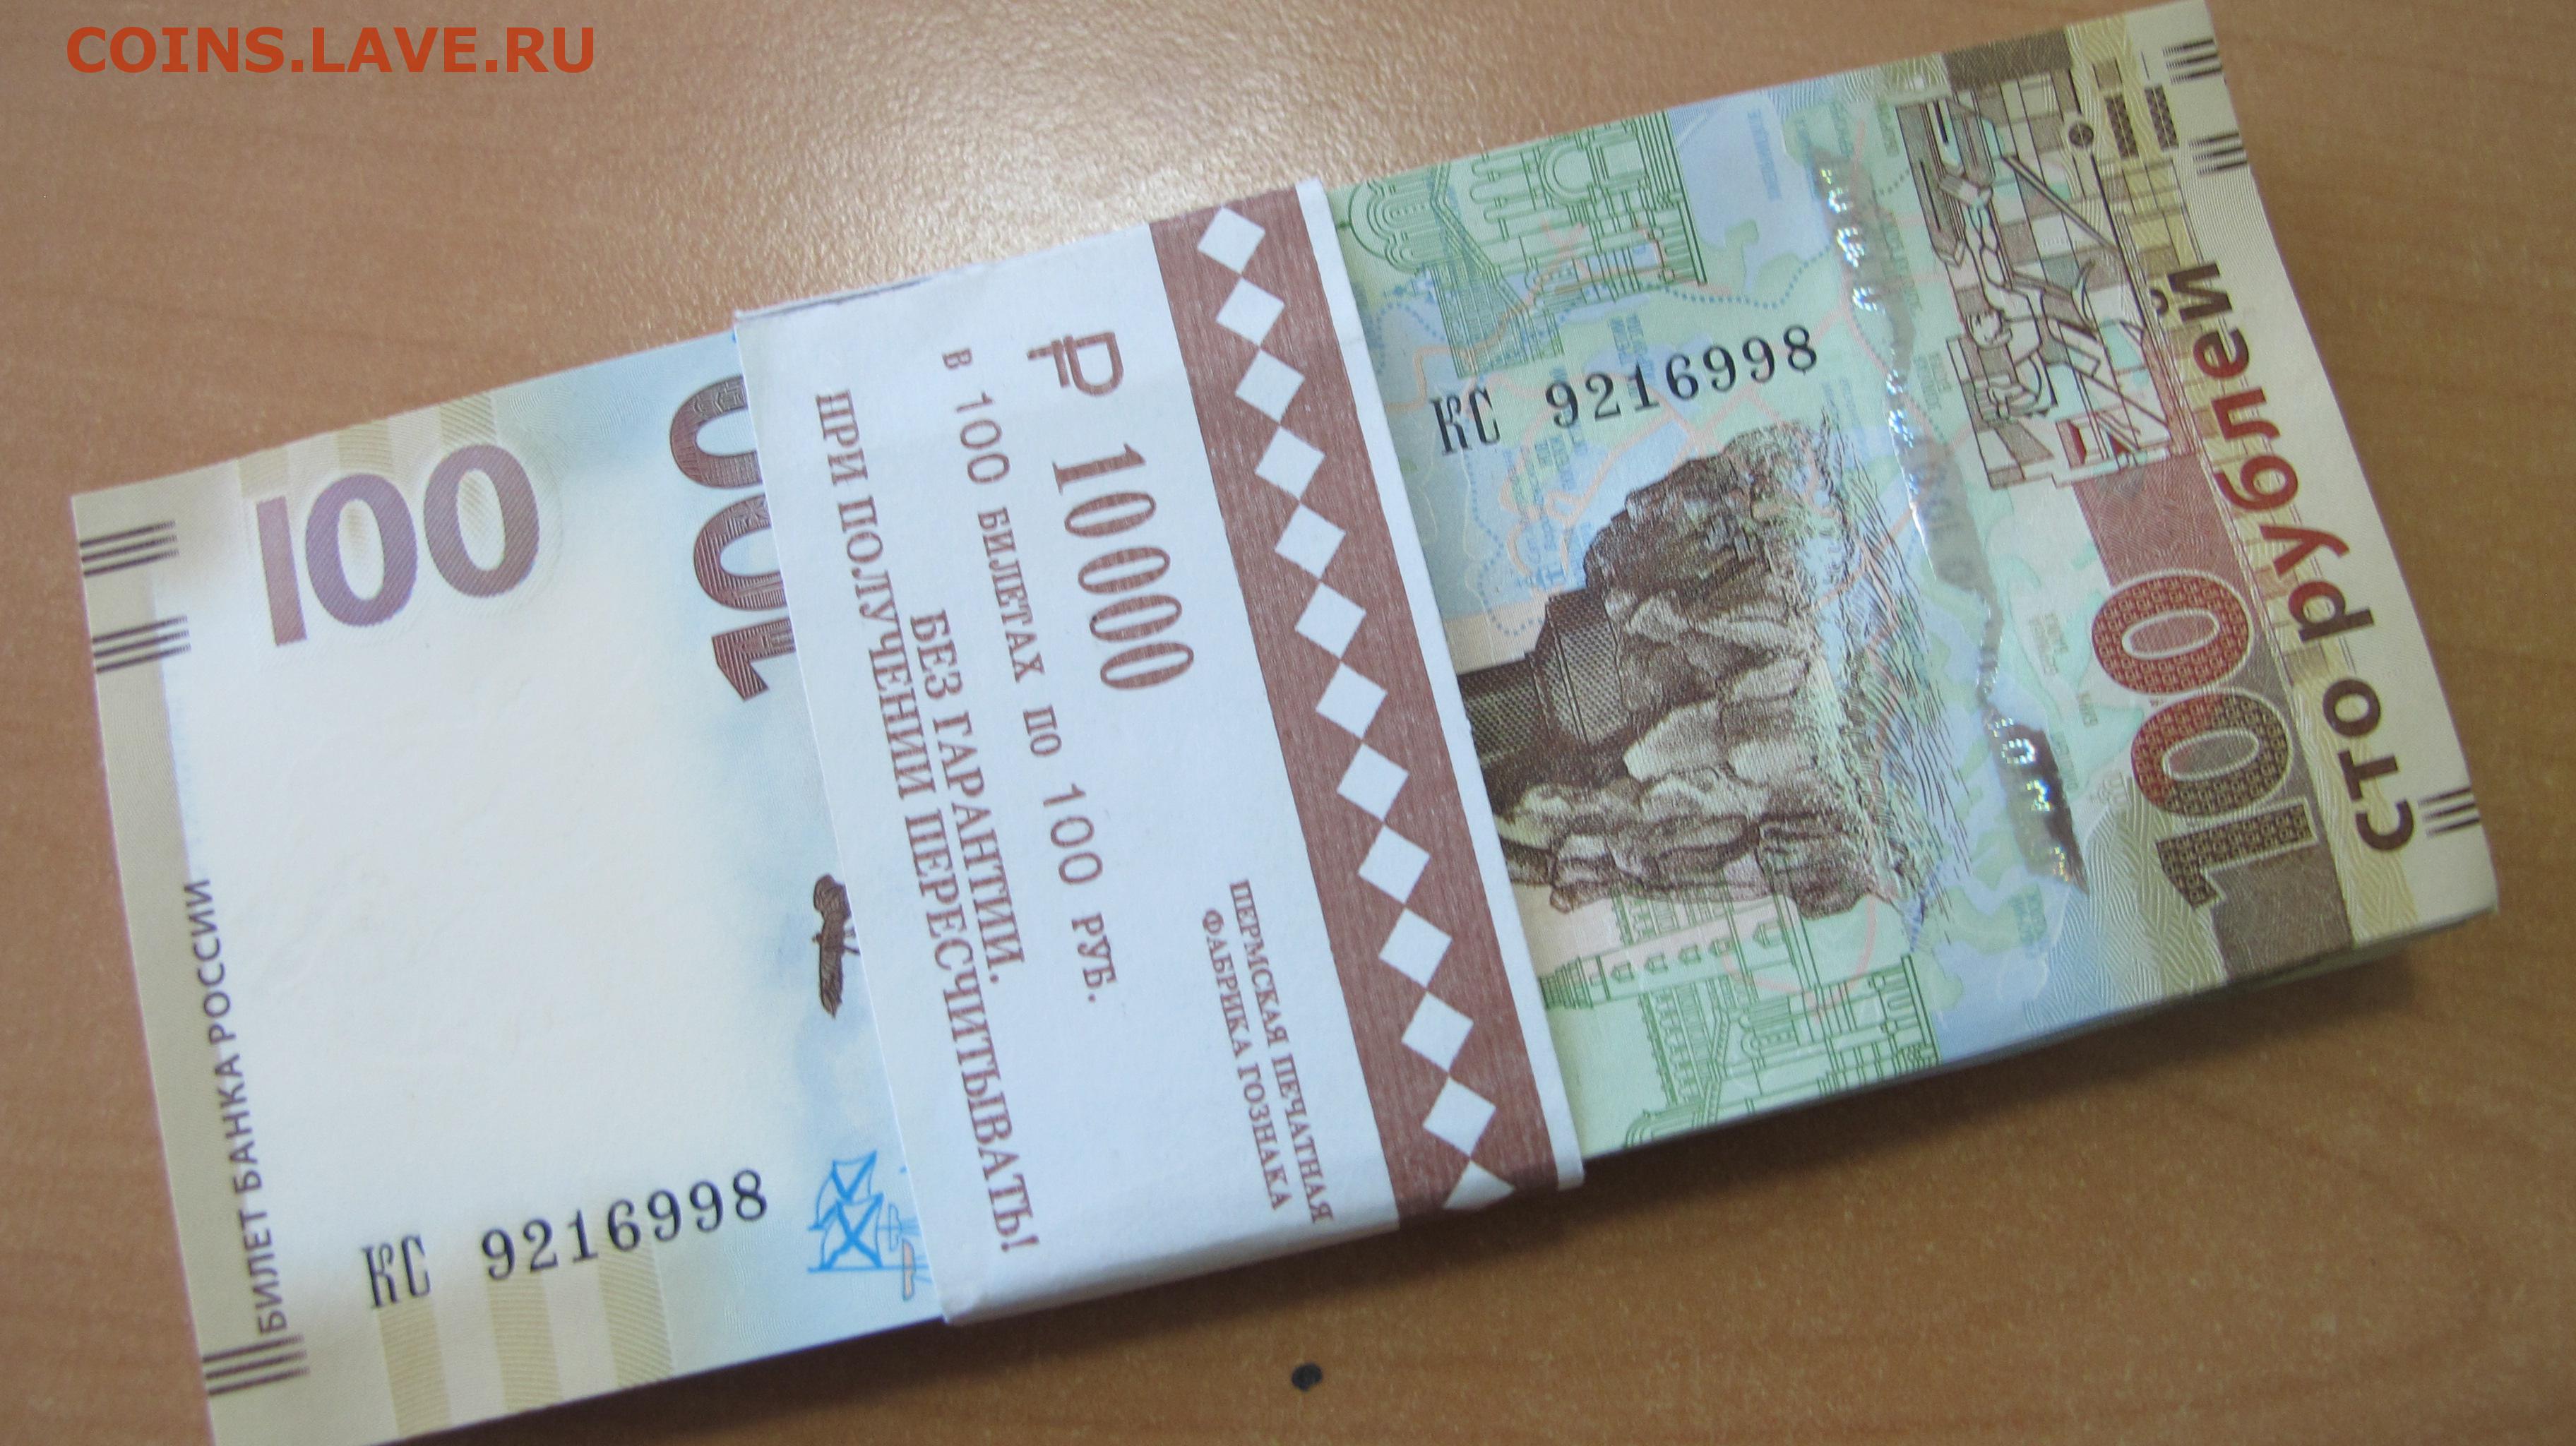 COINS.LAVE.RU
100
100
БИЛЕТ БАНКА РОССИИ
КС 9216998
₽ 10000
В 100 БИЛЕТАХ ПО 100 РУБ.
БЕЗ ГАРАНТИИ.
ПРИ ПОЛУЧЕНИИ ПЕРЕСЧИТЫВАТЬ!
ПЕРМСКАЯ ПЕЧАТНАЯ
ФАБРИКА ГОЗНАКА
КС 9216998
100
сто рублей